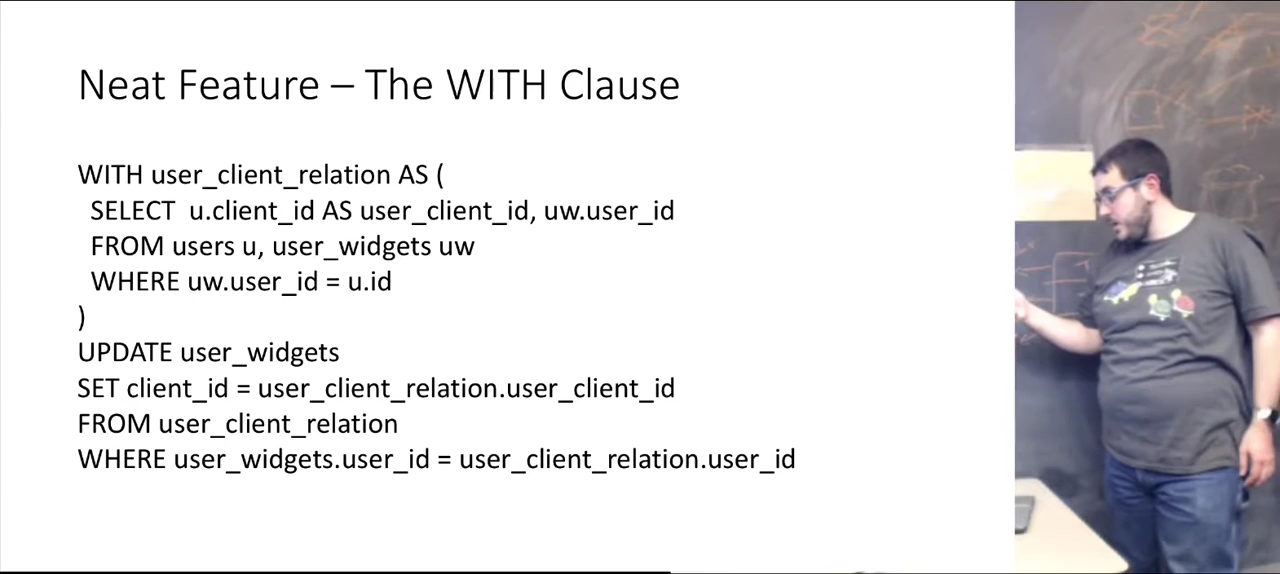 Neat Feature – The WITH Clause
WITH user_client_relation AS (
SELECT  u.client_id AS user_client_id, uw.user_id
FROM users u, user_widgets uw
WHERE uw.user_id = u.id
)
UPDATE user_widgets
SET client_id = user_client_relation.user_client_id
FROM user_client_relation
WHERE user_widgets.user_id = user_client_relation.user_id